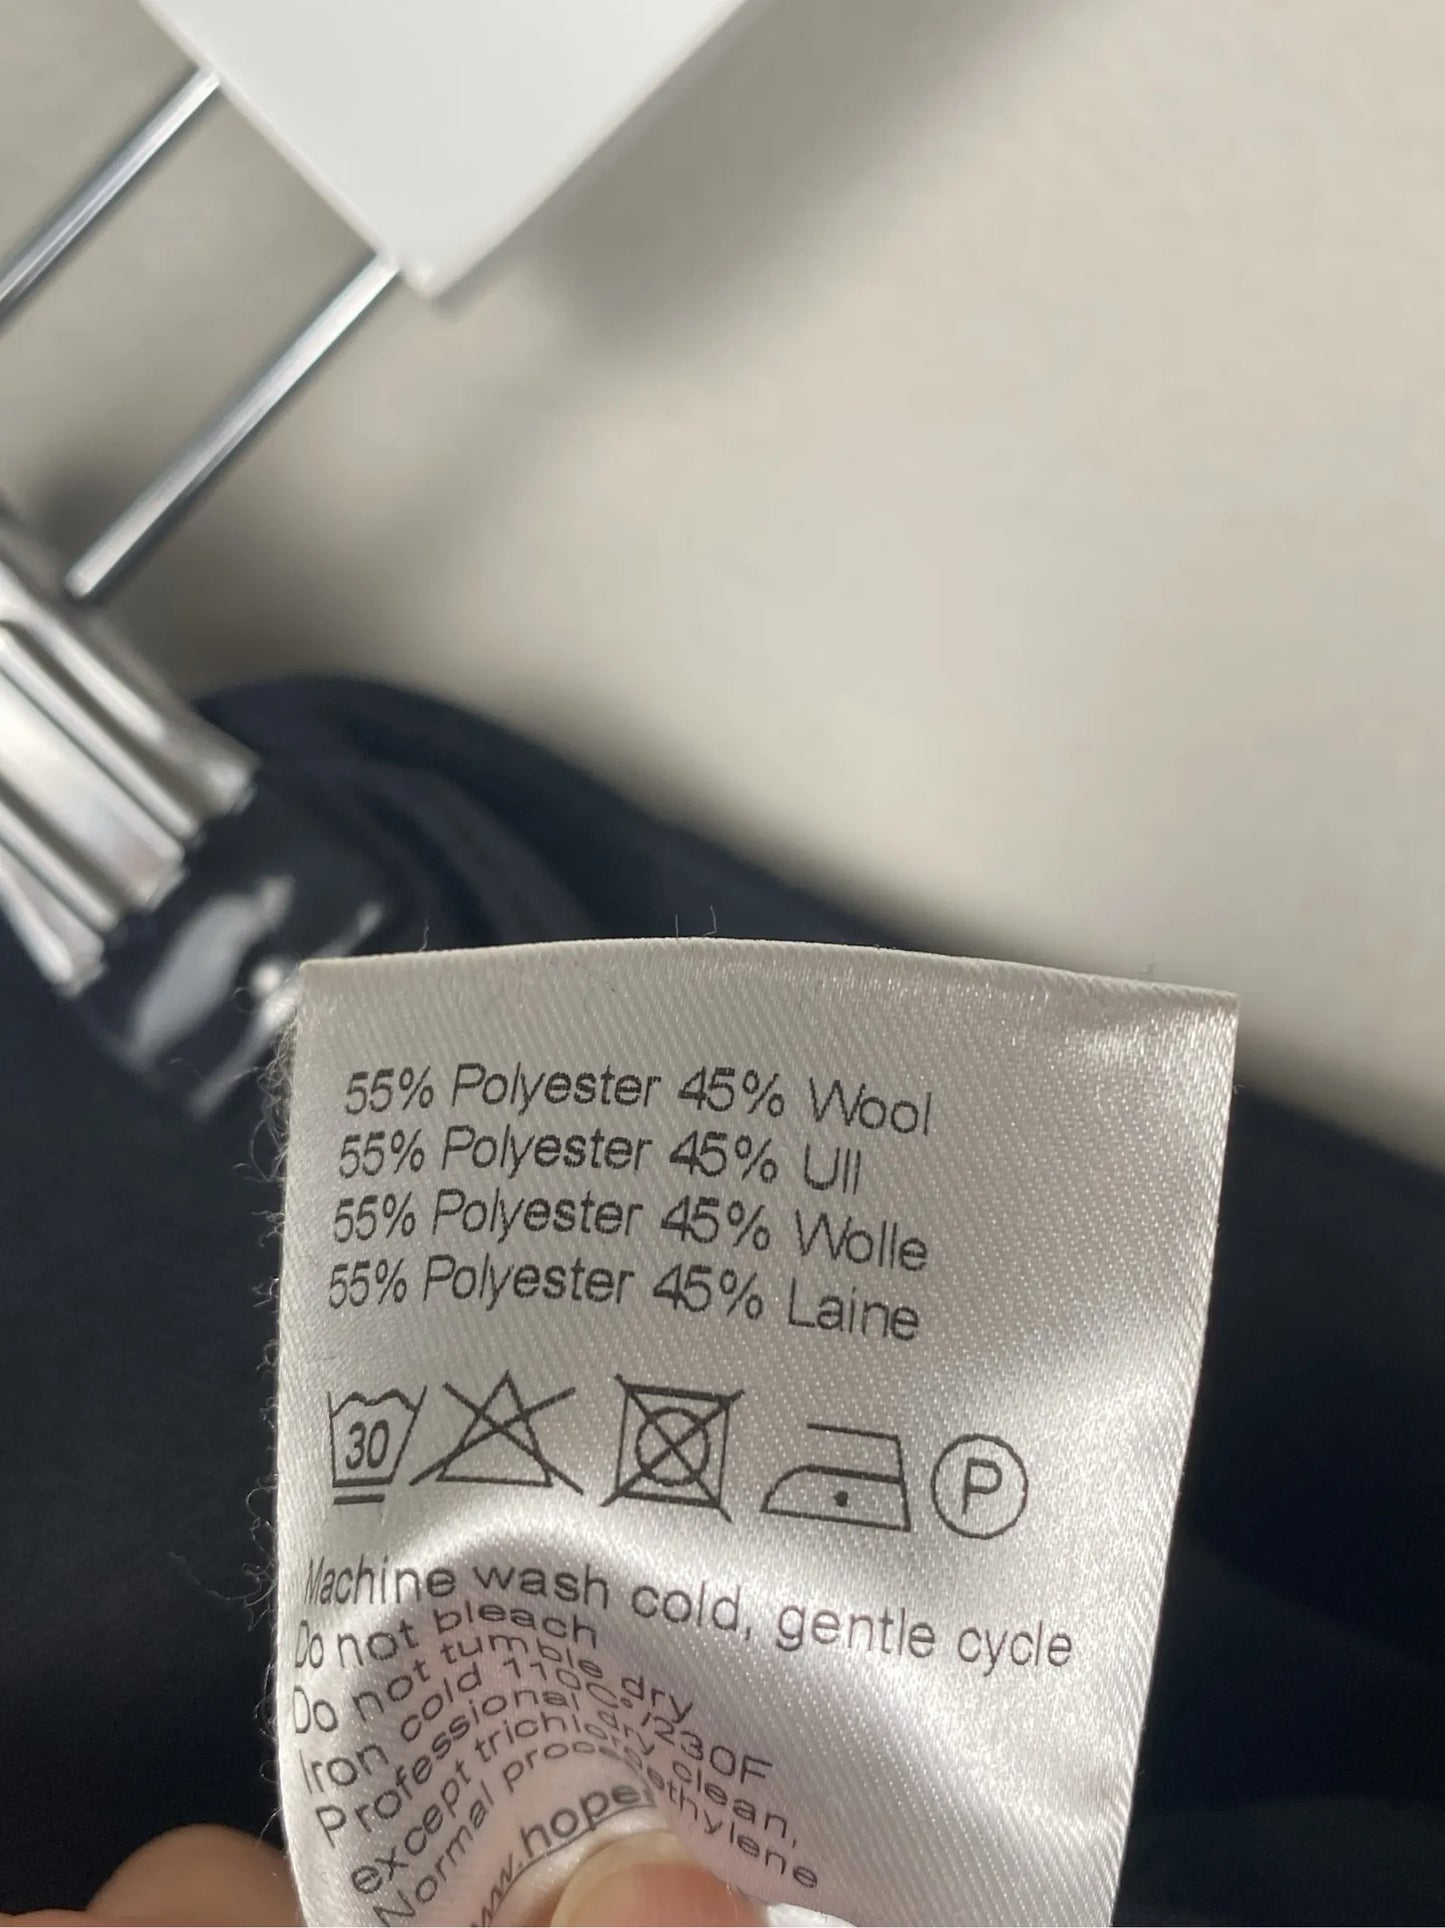 55% Polyester 45% Wool
55% Polyester 45% Ull
55% Polyester 45% Wolle
55% Polyester 45% Laine
30 P
Machine wash cold, gentle cycle
Do not bleach
Do not tumble dry
Iron cold 110C°/230F
Professional dry clean,
except trichloroethylene
Normal process